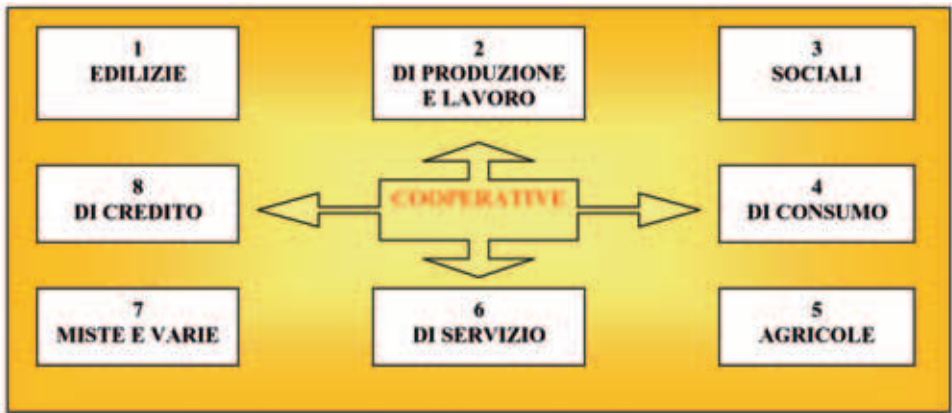 1
EDILIZIE
2
DI PRODUZIONE
E LAVORO
3
SOCIALI
8
DI CREDITO
COOPERATIVE
4
DI CONSUMO
7
MISTE E VARIE
6
DI SERVIZIO
5
AGRICOLE